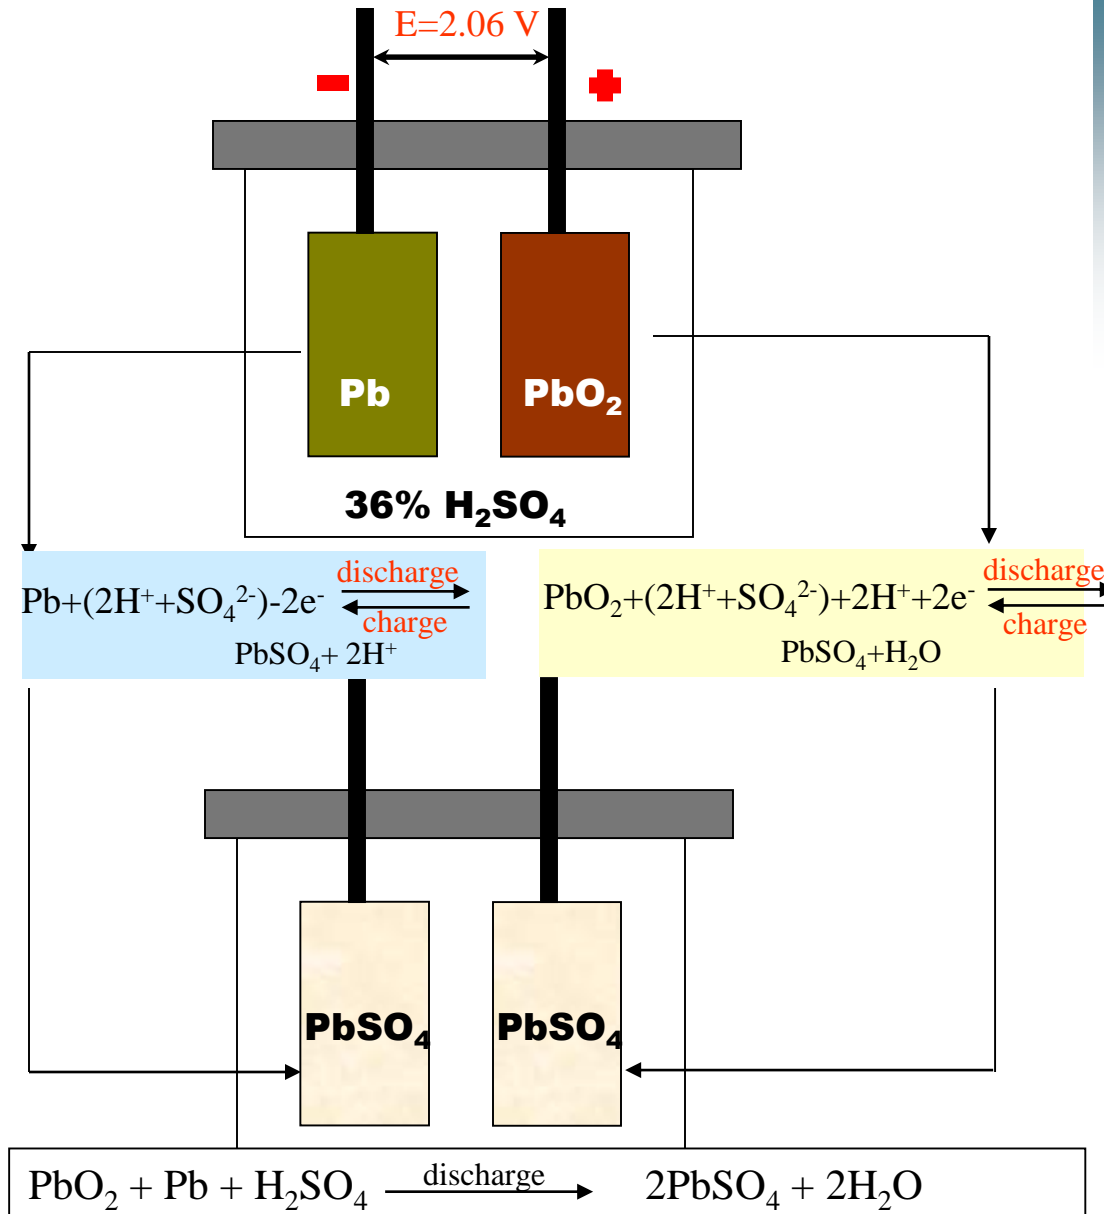 E=2.06 V
Pb
PbO₂
36% H₂SO₄
Pb+(2H⁺+SO₄²⁻)-2e⁻ discharge
charge
PbSO₄+ 2H⁺
PbO₂+(2H⁺+SO₄²⁻)+2H⁺+2e⁻ discharge
charge
PbSO₄+H₂O
PbSO₄
PbSO₄
PbO₂ + Pb + H₂SO₄ discharge 2PbSO₄ + 2H₂O